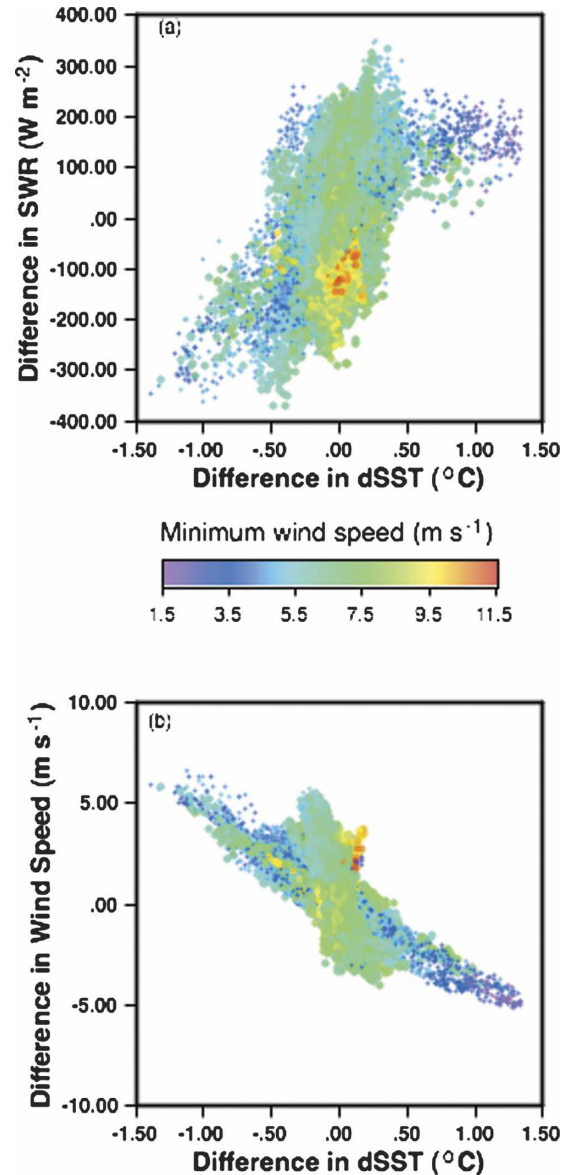 (a)
400.00
300.00
200.00
100.00
.00
-100.00
-200.00
-300.00
-400.00
Difference in SWR (W m-2)
-1.50 -1.00 -.50 .00 .50 1.00 1.50
Difference in dSST (°C)
Minimum wind speed (m s-1)
1.5 3.5 5.5 7.5 9.5 11.5
(b)
10.00
5.00
.00
-5.00
-10.00
Difference in Wind Speed (m s-1)
-1.50 -1.00 -.50 .00 .50 1.00 1.50
Difference in dSST (°C)